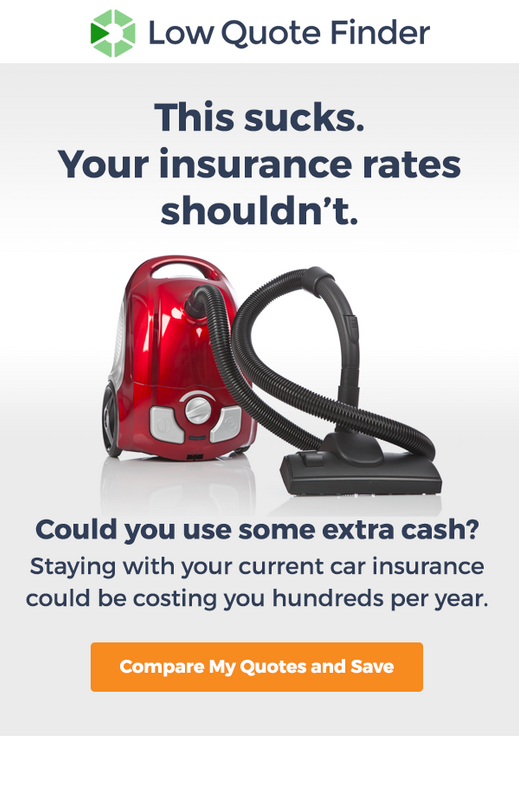 Low Quote Finder
This sucks.
Your insurance rates
shouldn’t.
Could you use some extra cash?
Staying with your current car insurance
could be costing you hundreds per year.
Compare My Quotes and Save